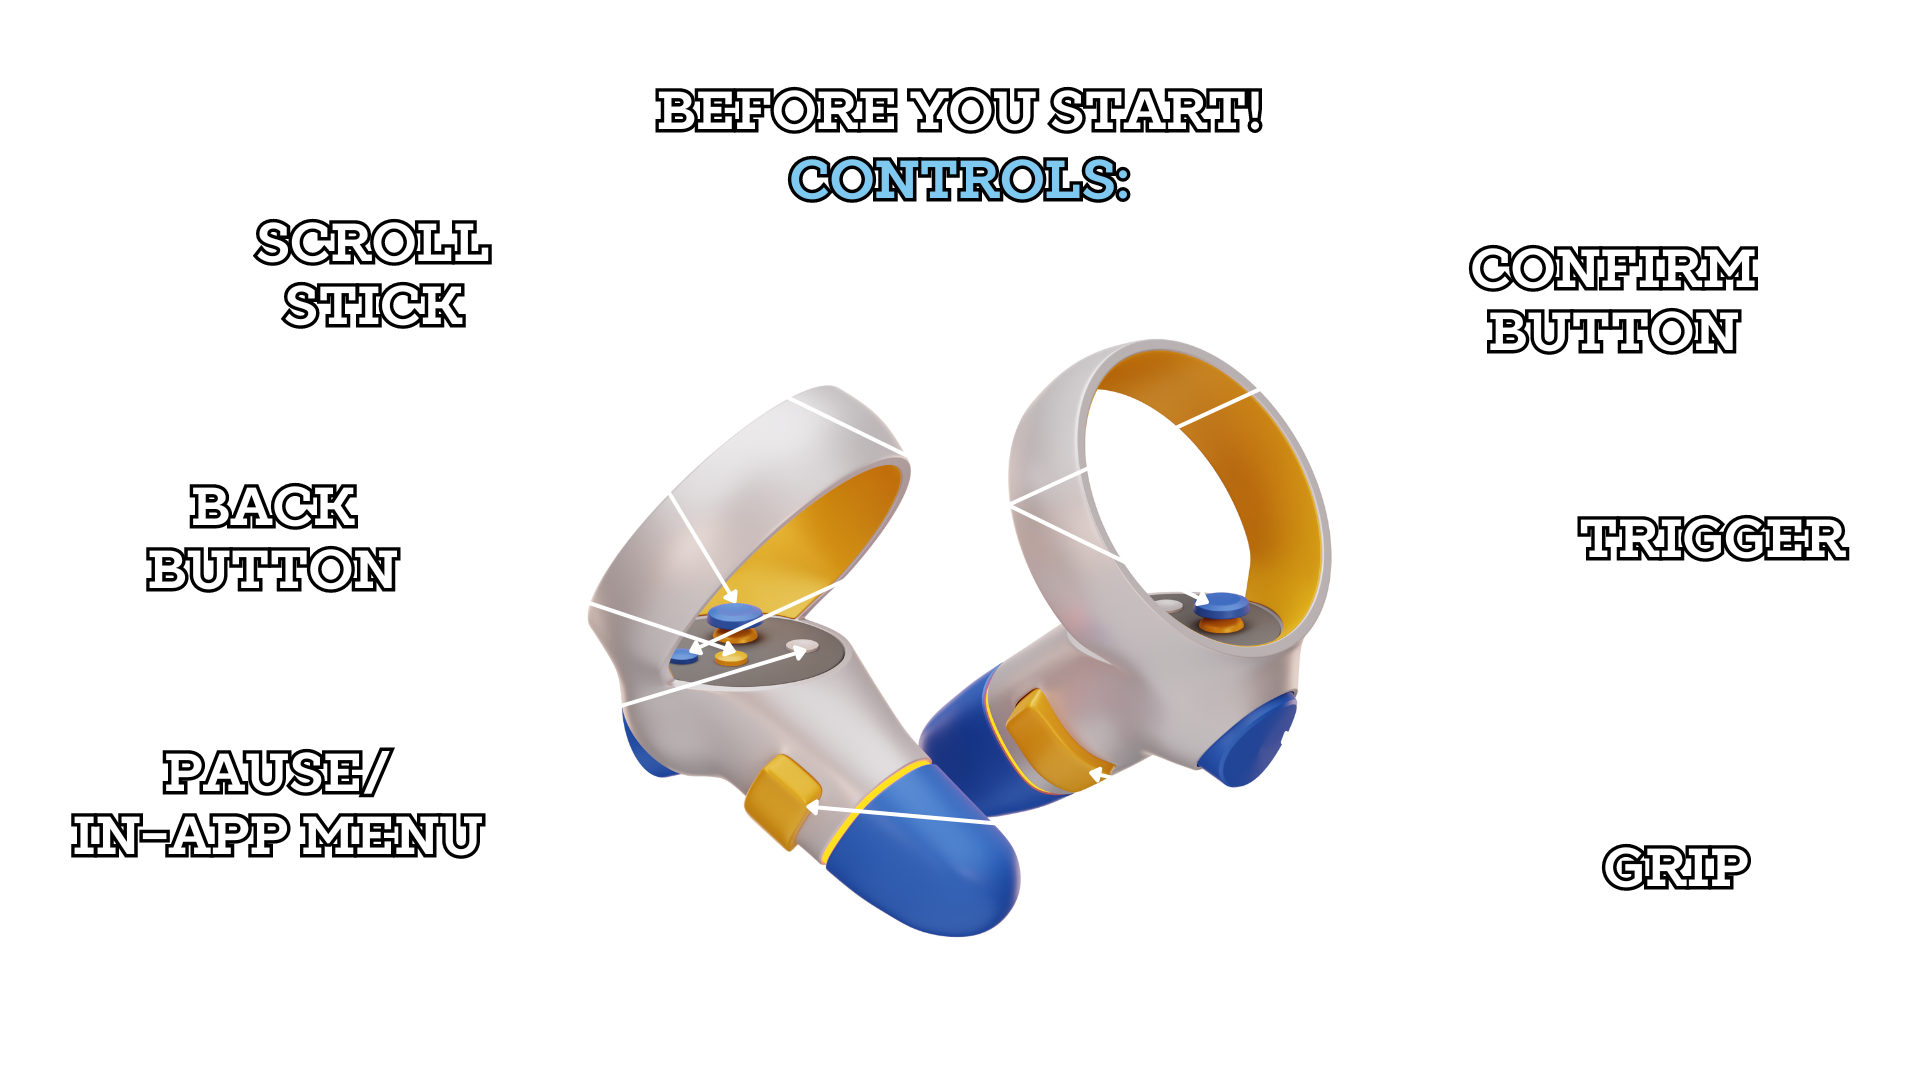 BEFORE YOU START!
CONTROLS:
SCROLL
STICK
CONFIRM
BUTTON
BACK
BUTTON
TRIGGER
PAUSE/
IN-APP MENU
GRIP